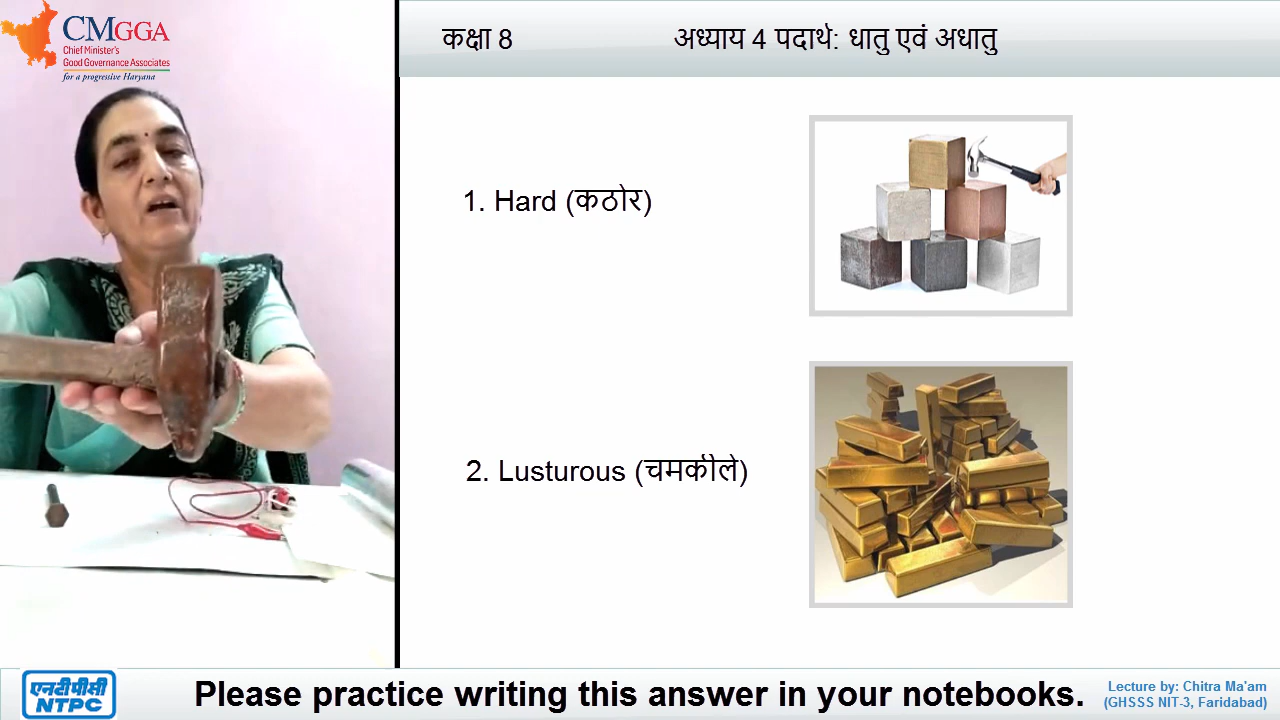 CMGGA
Chief Minister's
Good Governance Associates
for a progressive Haryana
कक्षा 8
अध्याय 4 पदार्थ: धातु एवं अधातु
1. Hard (कठोर)
2. Lusturous (चमकीले)
एनटीपीसी
NTPC
Please practice writing this answer in your notebooks.
Lecture by: Chitra Ma'am
(GHSSS NIT-3, Faridabad)